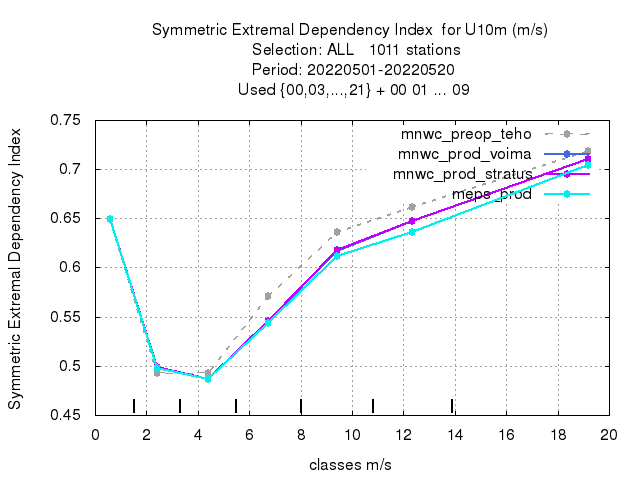 Symmetric Extremal Dependency Index  for U10m (m/s)
Selection: ALL   1011 stations
Period: 20220501-20220520
Used {00,03,...,21} + 00 01 ... 09
Symmetric Extremal Dependency Index
0.75
0.7
0.65
0.6
0.55
0.5
0.45
mnwc_preop_teho
mnwc_prod_voima
mnwc_prod_stratus
meps_prod
0 2 4 6 8 10 12 14 16 18 20
classes m/s